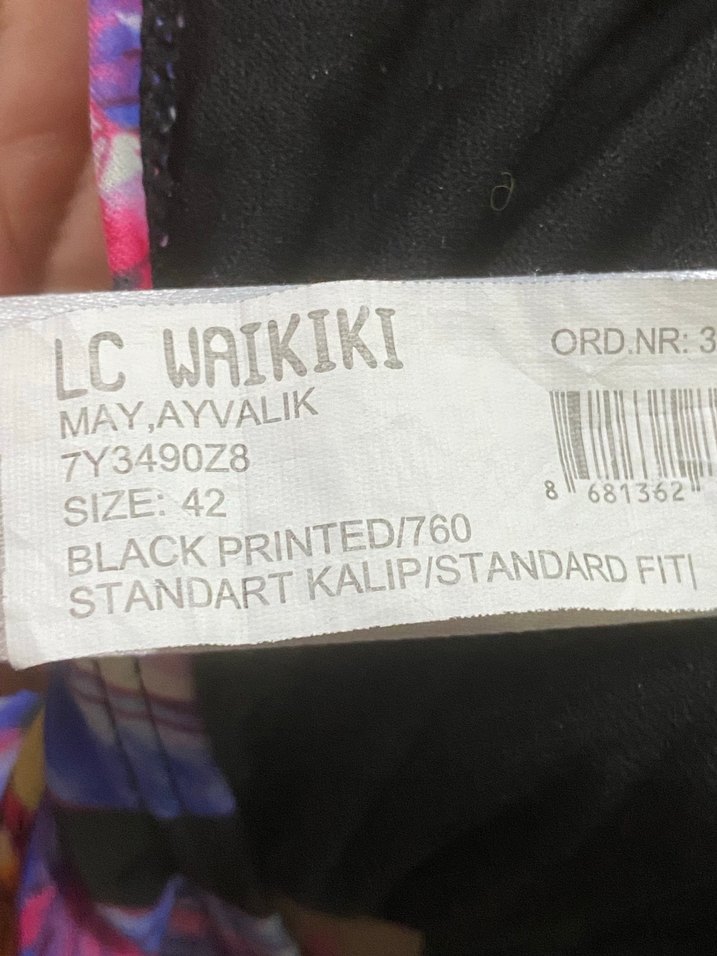 LC WAIKIKI
MAY,AYVALIK
7Y3490Z8
SIZE: 42
BLACK PRINTED/760
STANDART KALIP/STANDARD FIT|
ORD.NR: 3
8 681362